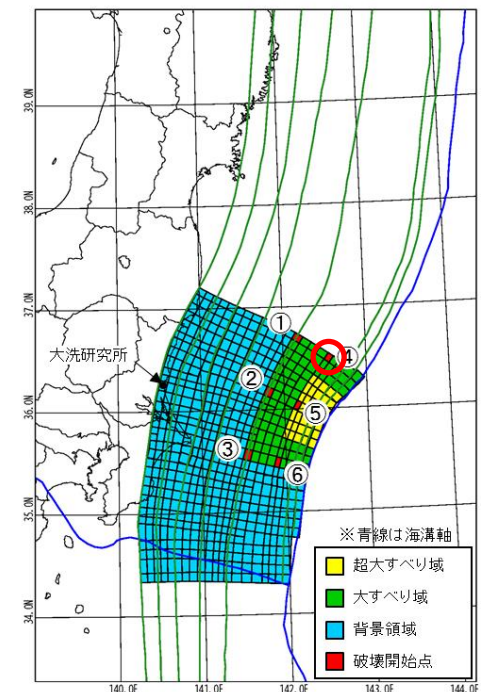 39.0N
38.0N
37.0N
36.0N
35.0N
34.0N
大洗研究所
①
②
③
④
⑤
⑥
※青線は海溝軸
超大すべり域
大すべり域
背景領域
破壊開始点
140.0E
141.0E
142.0E
143.0E
144.0E